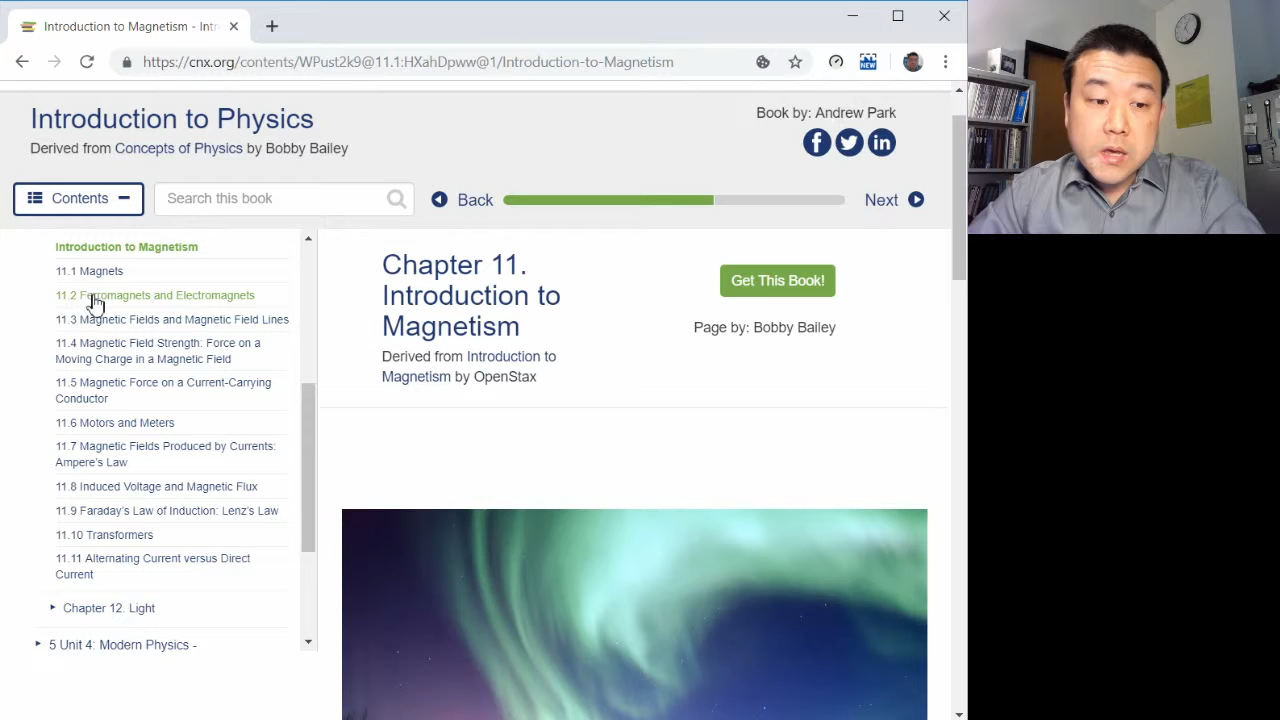 Introduction to Magnetism - Intr
https://cnx.org/contents/WPust2k9@11.1:HXahDpww@1/Introduction-to-Magnetism
NEW
Introduction to Physics
Book by: Andrew Park
Derived from Concepts of Physics by Bobby Bailey
Contents
Search this book
Back
Next
Introduction to Magnetism
11.1 Magnets
11.2 Ferromagnets and Electromagnets
11.3 Magnetic Fields and Magnetic Field Lines
11.4 Magnetic Field Strength: Force on a
Moving Charge in a Magnetic Field
11.5 Magnetic Force on a Current-Carrying
Conductor
11.6 Motors and Meters
11.7 Magnetic Fields Produced by Currents:
Ampere's Law
11.8 Induced Voltage and Magnetic Flux
11.9 Faraday's Law of Induction: Lenz's Law
11.10 Transformers
11.11 Alternating Current versus Direct
Current
Chapter 12. Light
5 Unit 4: Modern Physics -
Chapter 11.
Introduction to
Magnetism
Derived from Introduction to
Magnetism by OpenStax
Get This Book!
Page by: Bobby Bailey